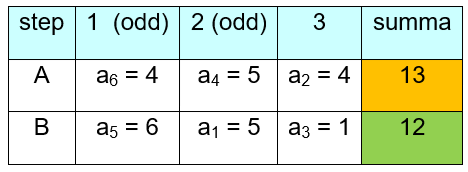 step 1 (odd) 2 (odd) 3 summa
A a₆ = 4 a₄ = 5 a₂ = 4 13
B a₅ = 6 a₁ = 5 a₃ = 1 12